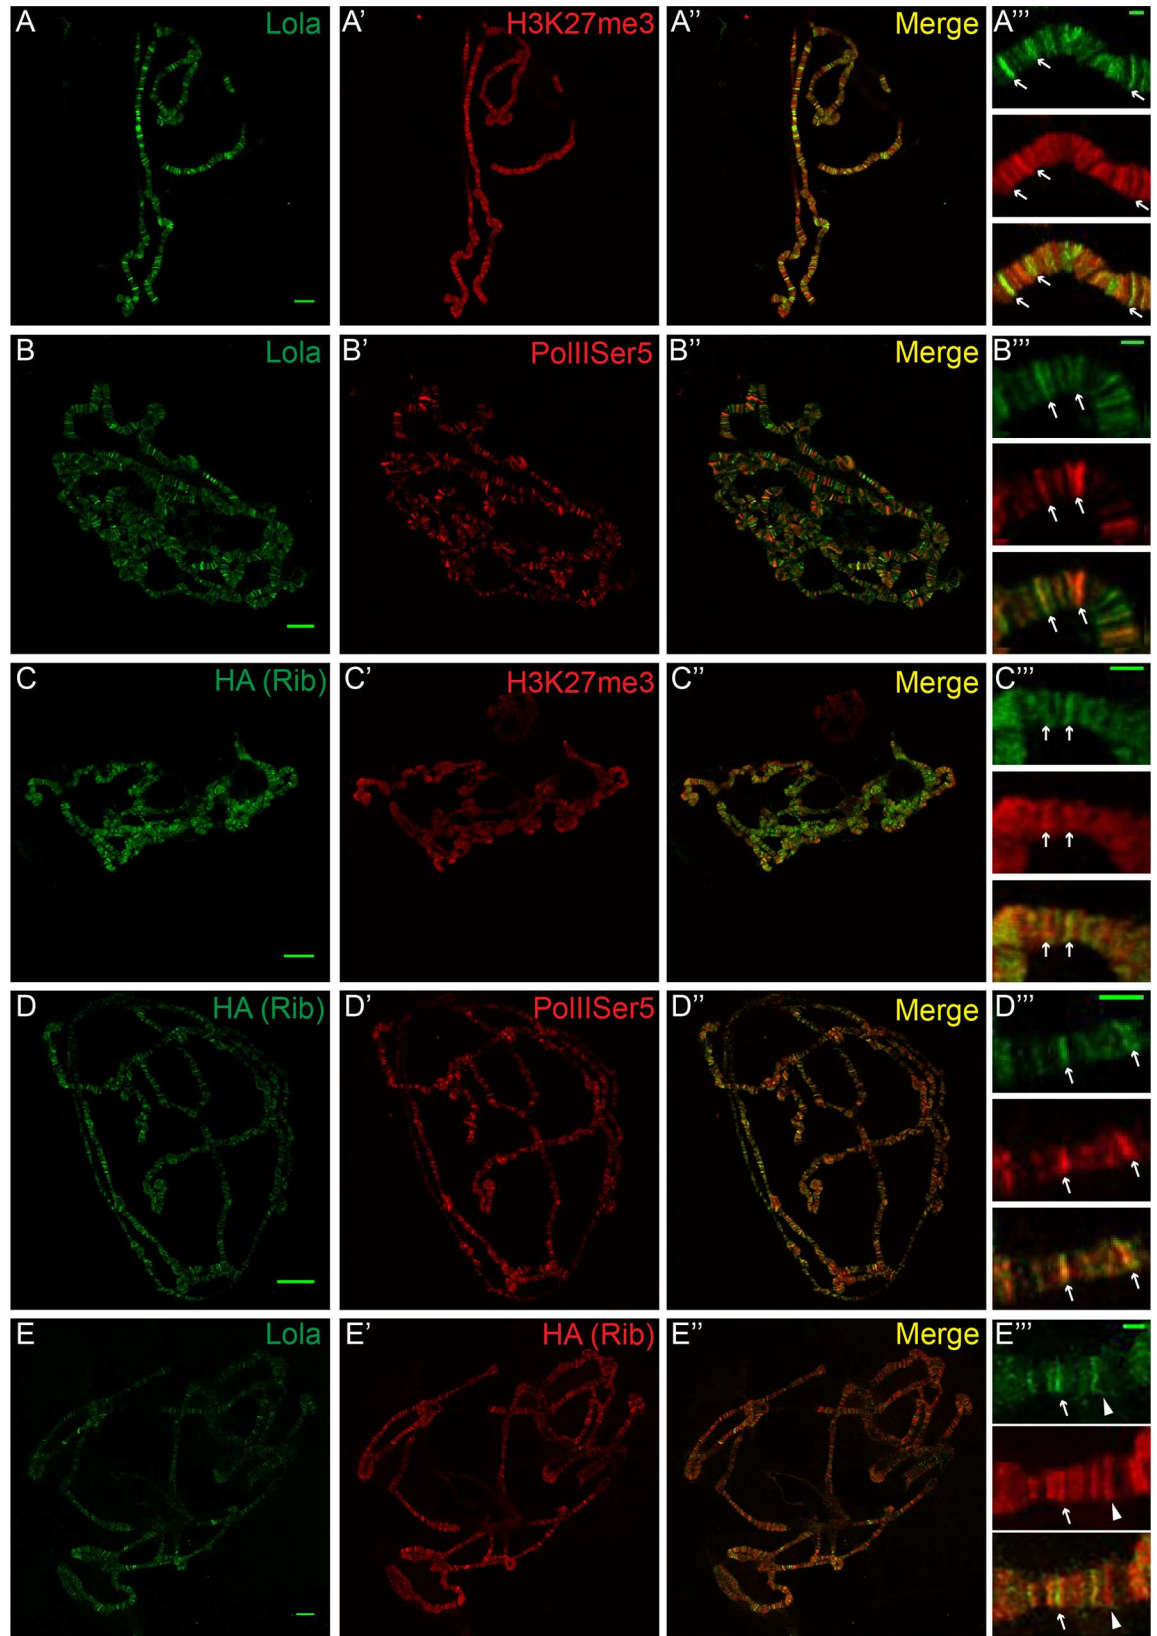 A Lola A' H3K27me3 A'' Merge A'''
B Lola B' PolIISer5 B'' Merge B'''
C HA (Rib) C' H3K27me3 C'' Merge C'''
D HA (Rib) D' PolIISer5 D'' Merge D'''
E Lola E' HA (Rib) E'' Merge E'''